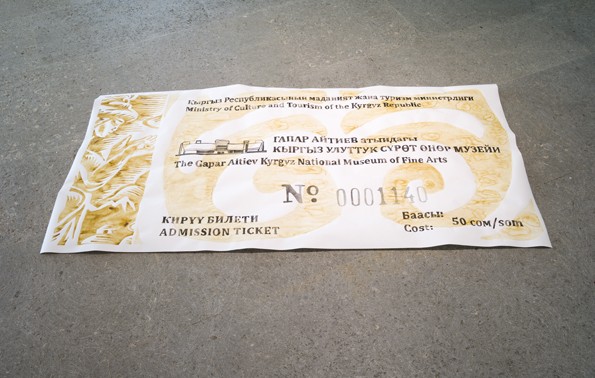 Кыргыз Республикасынын маданият жана туризм министрлиги
Ministry of Culture and Tourism of the Kyrgyz Republic
ГАПАР АЙТИЕВ атындагы
КЫРГЫЗ УЛУТТУК СҮРӨТ ӨНӨР МУЗЕЙИ
The Gapar Aitiev Kyrgyz National Museum of Fine Arts
№ 0001140
КИРҮҮ БИЛЕТИ
ADMISSION TICKET
Баасы:
Cost: 50 сом/som